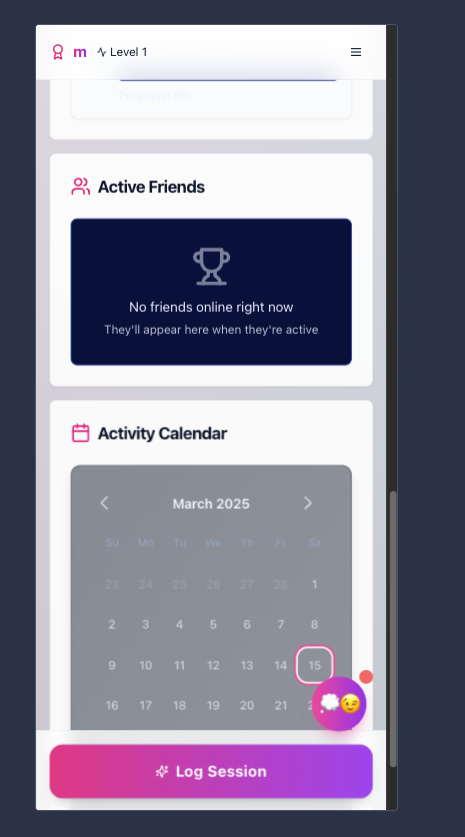 m Level 1
Progress: 0%
Active Friends
No friends online right now
They'll appear here when they're active
Activity Calendar
March 2025
Su Mo Tu We Th Fr Sa
23 24 25 26 27 28 1
2 3 4 5 6 7 8
9 10 11 12 13 14 15
16 17 18 19 20 21
Log Session